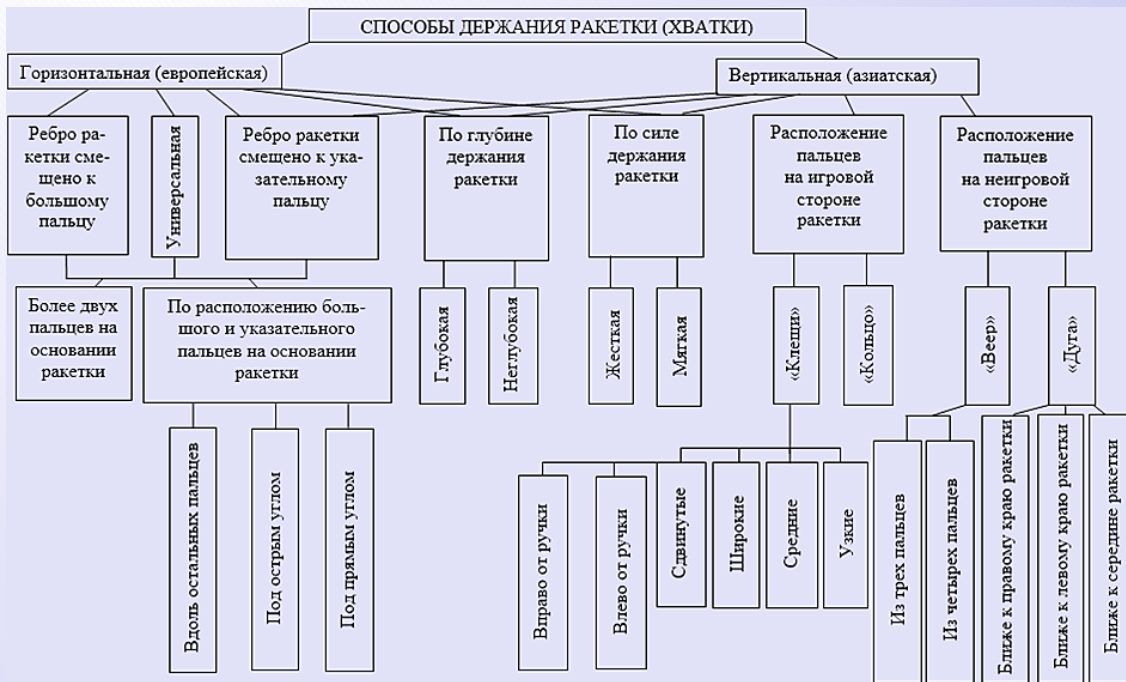 СПОСОБЫ ДЕРЖАНИЯ РАКЕТКИ (ХВАТКИ)
Горизонтальная (европейская)
Вертикальная (азиатская)
Ребро ра-
кетки сме-
щено к
большому
пальцу
Универсальная
Ребро ракетки
смещено к ука-
зательному
пальцу
По глубине
держания
ракетки
По силе
держания
ракетки
Расположение
пальцев
на игровой
стороне
ракетки
Расположение
пальцев
на неигровой
стороне
ракетки
Более двух
пальцев на
основании
ракетки
По расположению боль-
шого и указательного
пальцев на основании
ракетки
Глубокая
Неглубокая
Жесткая
Мягкая
«Клещи»
«Кольцо»
«Веер»
«Дуга»
Вдоль остальных пальцев
Под острым углом
Под прямым углом
Вправо от ручки
Влево от ручки
Сдвинутые
Широкие
Средние
Узкие
Из трех пальцев
Из четырех пальцев
Ближе к правому краю ракетки
Ближе к левому краю ракетки
Ближе к середине ракетки